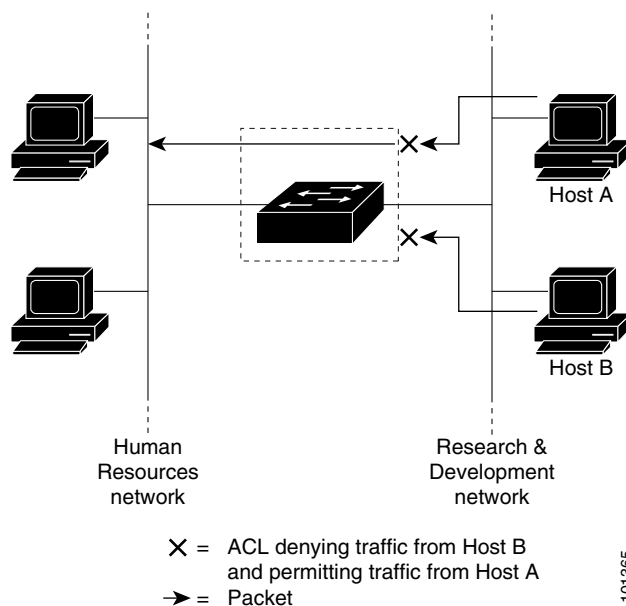 Host A
Host B
Human
Resources
network
Research &
Development
network
X = ACL denying traffic from Host B
and permitting traffic from Host A
→ = Packet
101365